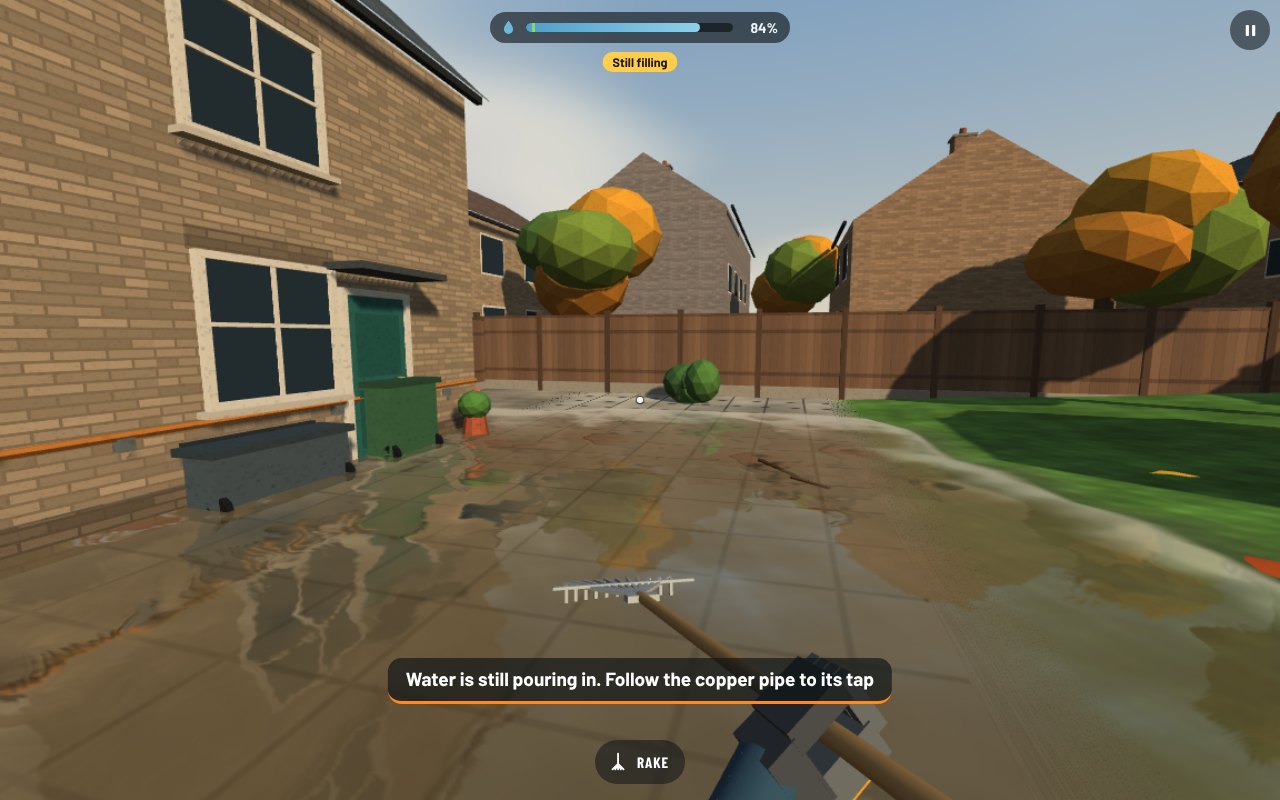 84%
Still filling
Water is still pouring in. Follow the copper pipe to its tap
RAKE